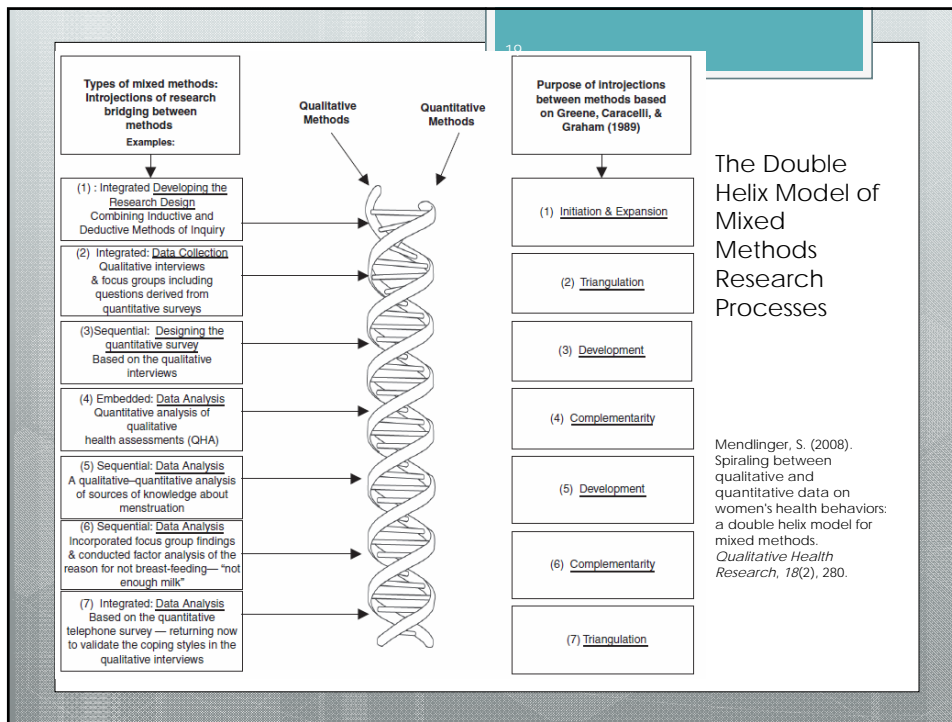 19
Types of mixed methods:
Introjections of research
bridging between
methods
Examples:
(1) : Integrated Developing the
Research Design
Combining Inductive and
Deductive Methods of Inquiry
(2) Integrated: Data Collection
Qualitative interviews
& focus groups including
questions derived from
quantitative surveys
(3)Sequential: Designing the
quantitative survey
Based on the qualitative
interviews
(4) Embedded: Data Analysis
Quantitative analysis of
qualitative
health assessments (QHA)
(5) Sequential: Data Analysis
A qualitative–quantitative analysis
of sources of knowledge about
menstruation
(6) Sequential: Data Analysis
Incorporated focus group findings
& conducted factor analysis of the
reason for not breast-feeding— “not
enough milk”
(7) Integrated: Data Analysis
Based on the quantitative
telephone survey — returning now
to validate the coping styles in the
qualitative interviews
Qualitative
Methods
Quantitative
Methods
Purpose of introjections
between methods based
on Greene, Caracelli, &
Graham (1989)
(1) Initiation & Expansion
(2) Triangulation
(3) Development
(4) Complementarity
(5) Development
(6) Complementarity
(7) Triangulation
The Double
Helix Model of
Mixed
Methods
Research
Processes
Mendlinger, S. (2008).
Spiraling between
qualitative and
quantitative data on
women's health behaviors:
a double helix model for
mixed methods.
Qualitative Health
Research, 18(2), 280.